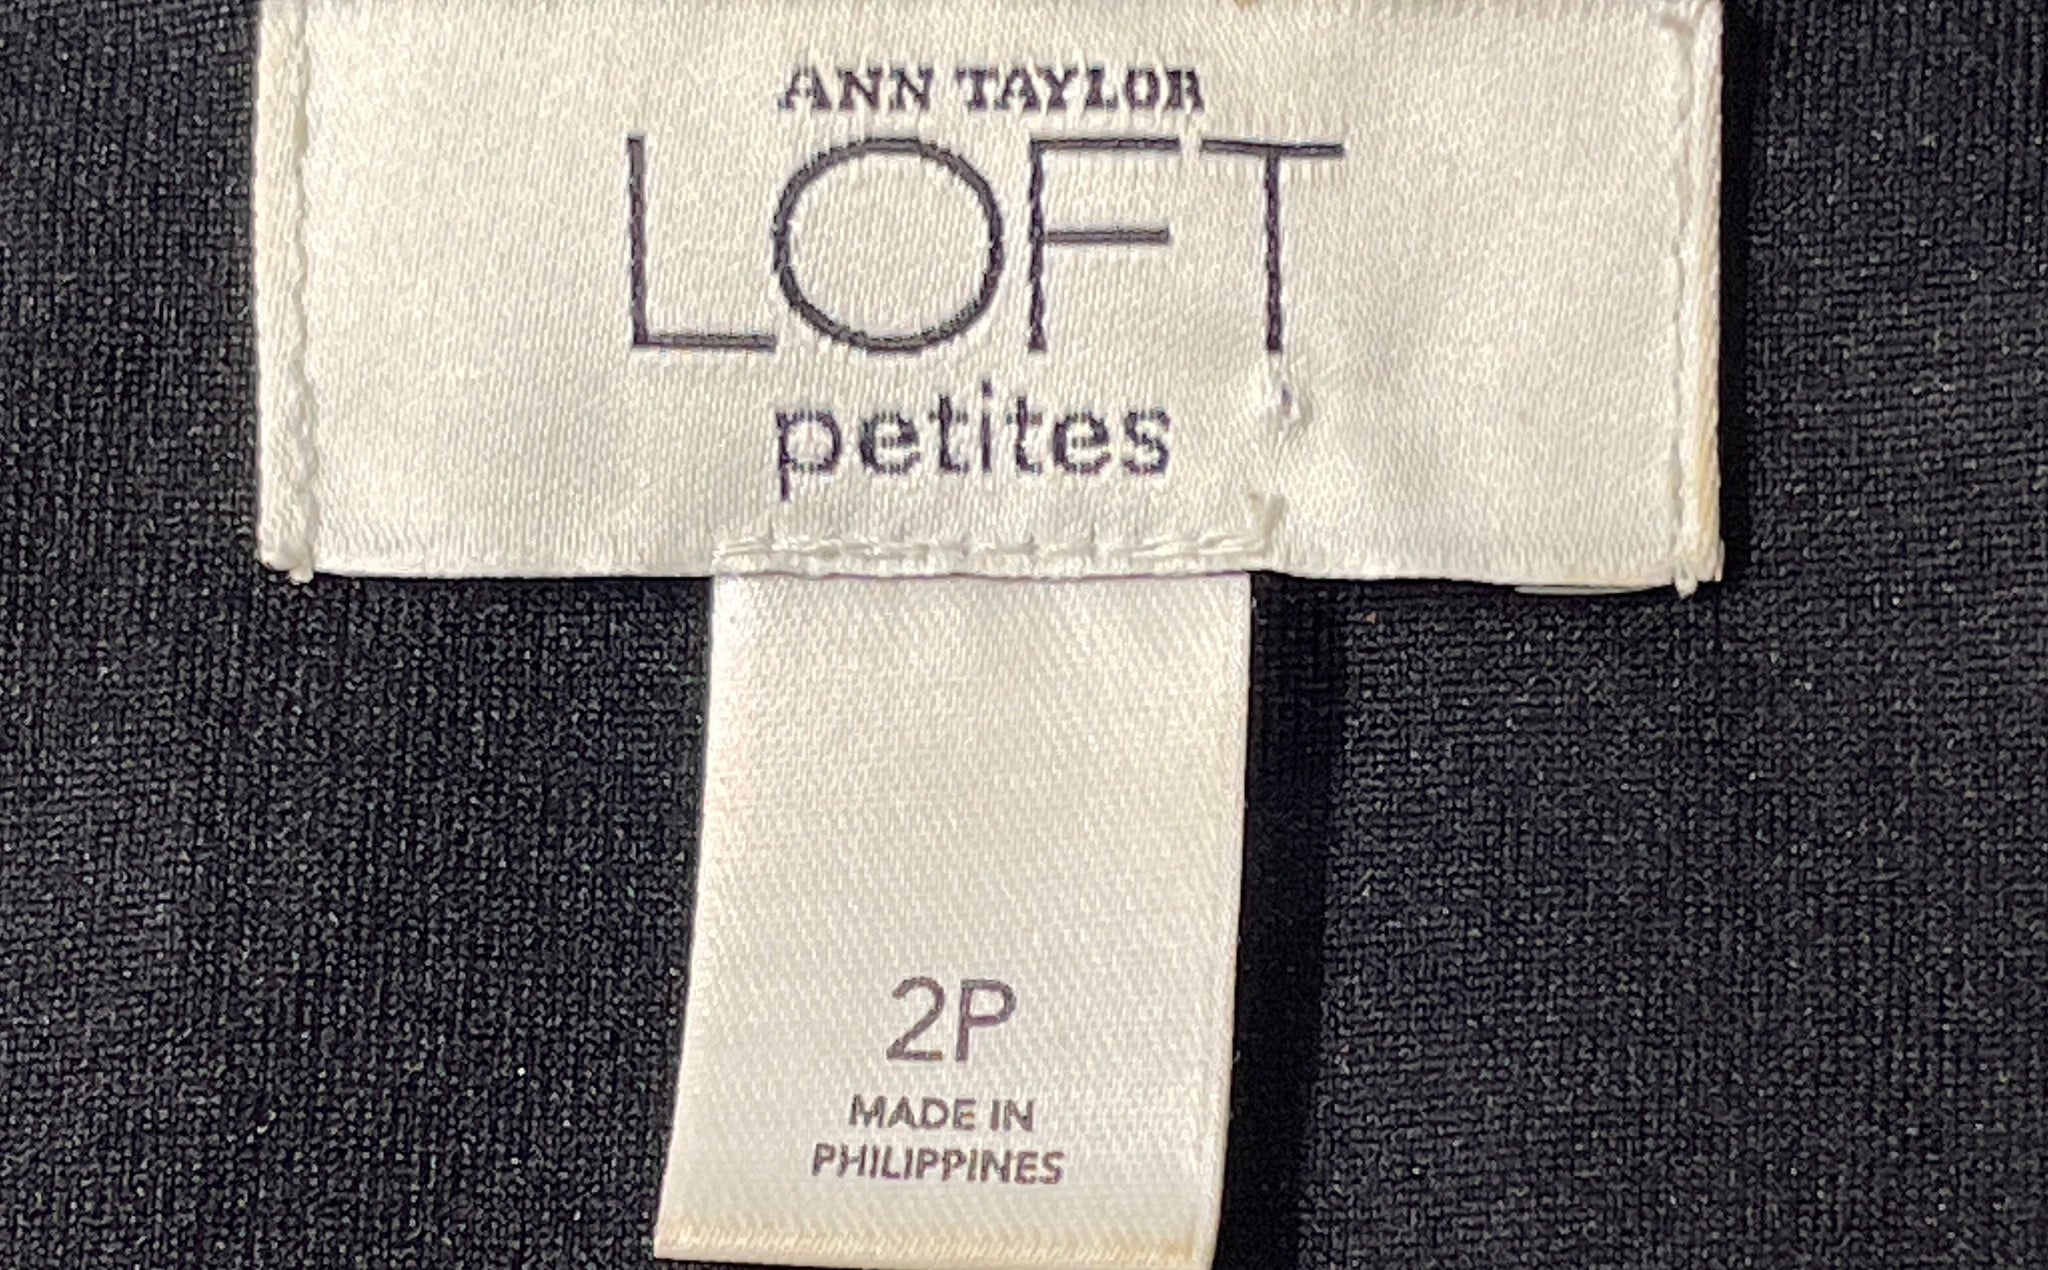 ANN TAYLOR
LOFT
petites
2P
MADE IN
PHILIPPINES